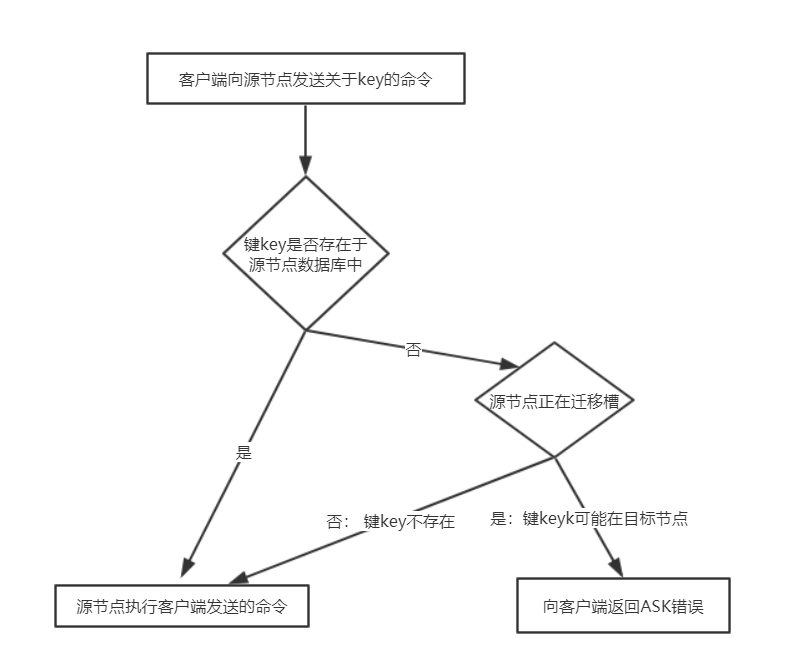 客户端向源节点发送关于key的命令
键key是否存在于
源节点数据库中
否
源节点正在迁移槽
是
否： 键key不存在
是：键keyk可能在目标节点
源节点执行客户端发送的命令
向客户端返回ASK错误